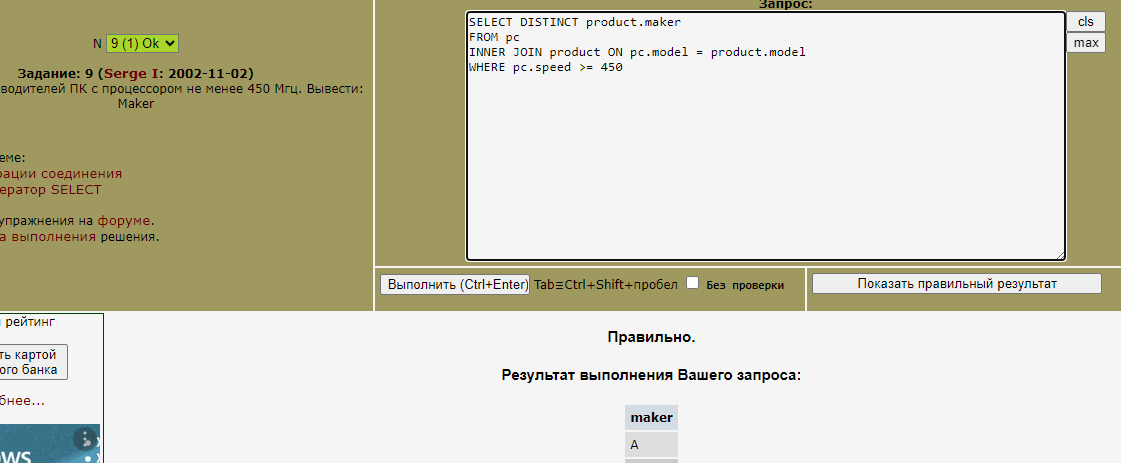 N 9 (1) Ok
Задание: 9 (Serge I: 2002-11-02)
водителей ПК с процессором не менее 450 Мгц. Вывести:
Maker
еме:
рации соединения
ператор SELECT
упражнения на форуме.
а выполнения решения.
Запрос:
SELECT DISTINCT product.maker
FROM pc
INNER JOIN product ON pc.model = product.model
WHERE pc.speed >= 450
cls
max
Выполнить (Ctrl+Enter) Tab≡Ctrl+Shift+пробел Без проверки
Показать правильный результат
и рейтинг
ть картой
ого банка
бнее...
ows
Правильно.
Результат выполнения Вашего запроса:
maker
A